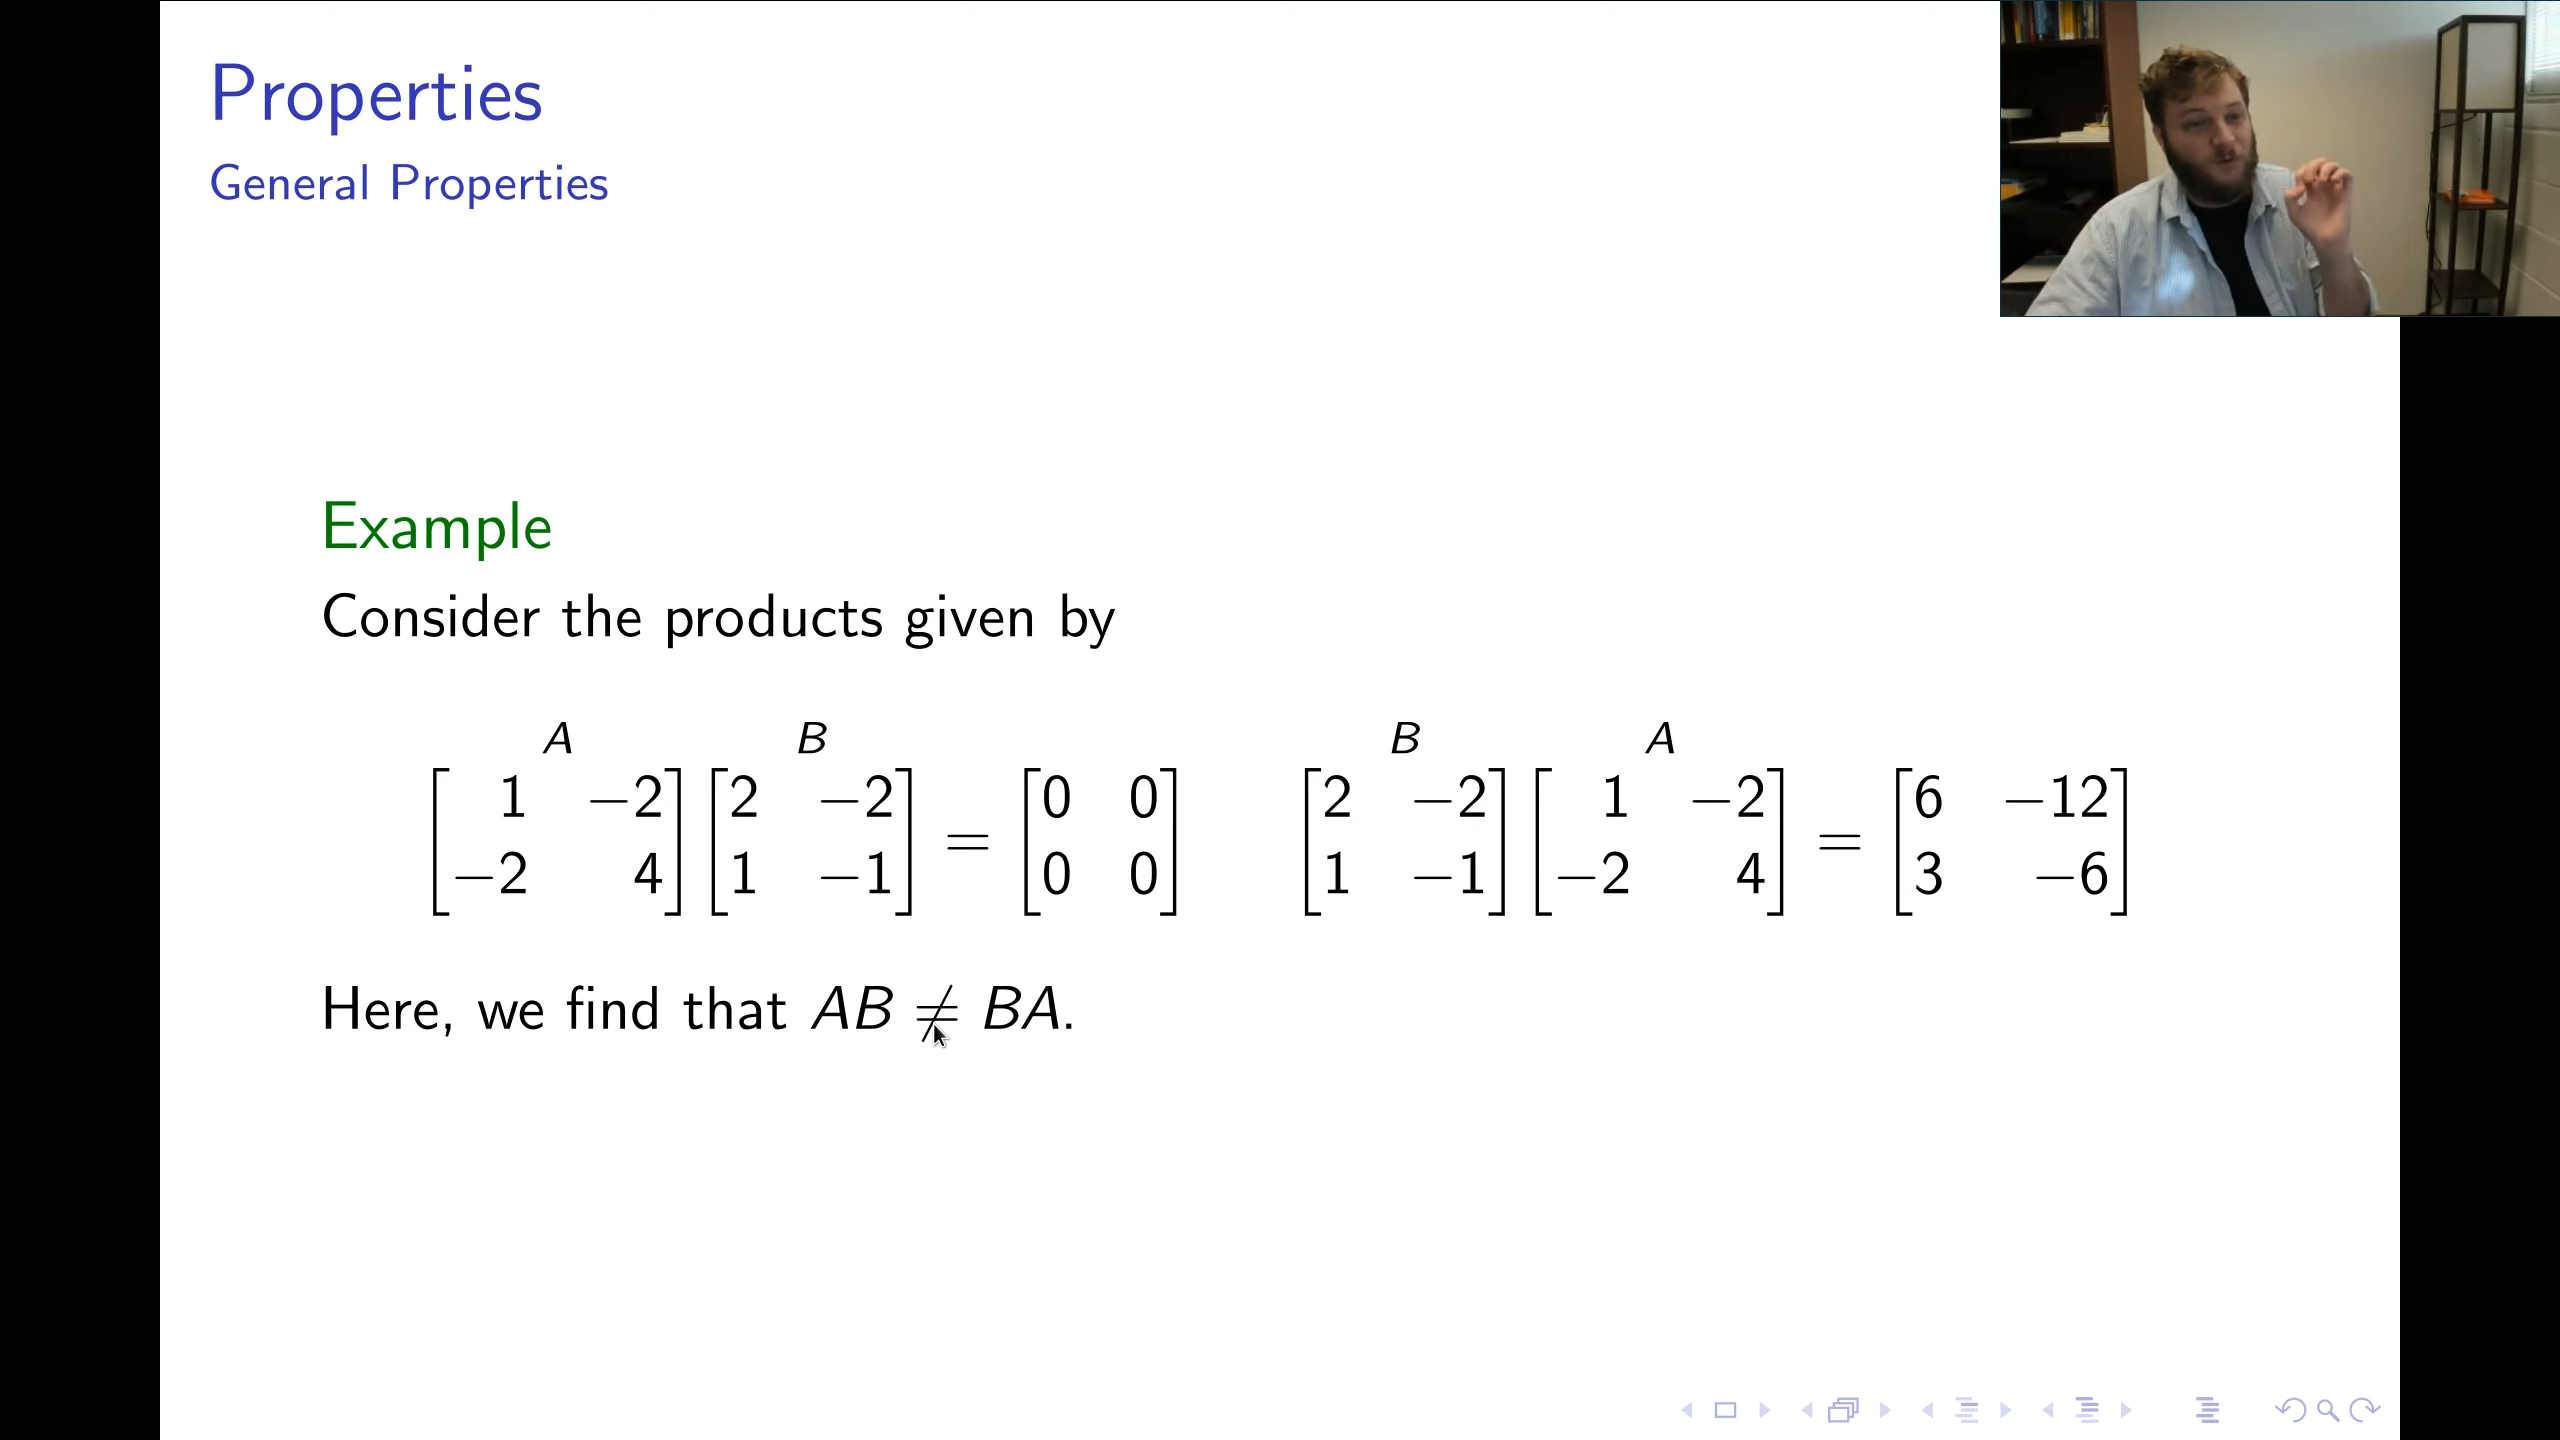 Properties
General Properties
Example
Consider the products given by
A B B A
[1 −2; −2 4] [2 −2; 1 −1] = [0 0; 0 0] [2 −2; 1 −1] [1 −2; −2 4] = [6 −12; 3 −6]
Here, we find that AB ≠ BA.